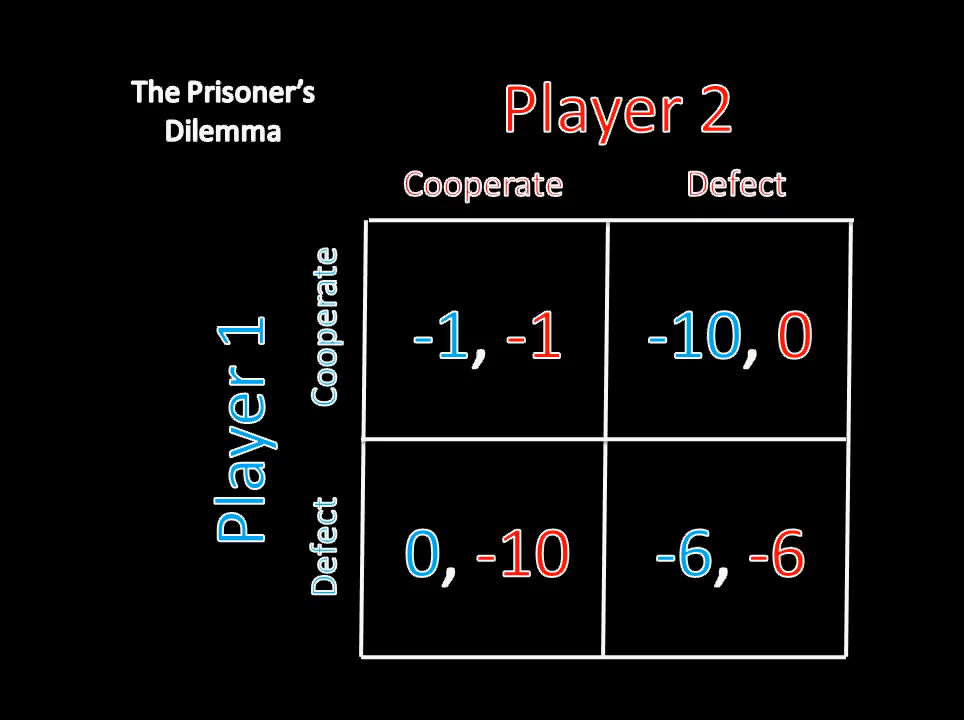 The Prisoner’s
Dilemma
Player 2
Cooperate Defect
Player 1
Cooperate
-1, -1 -10, 0
Defect
0, -10 -6, -6